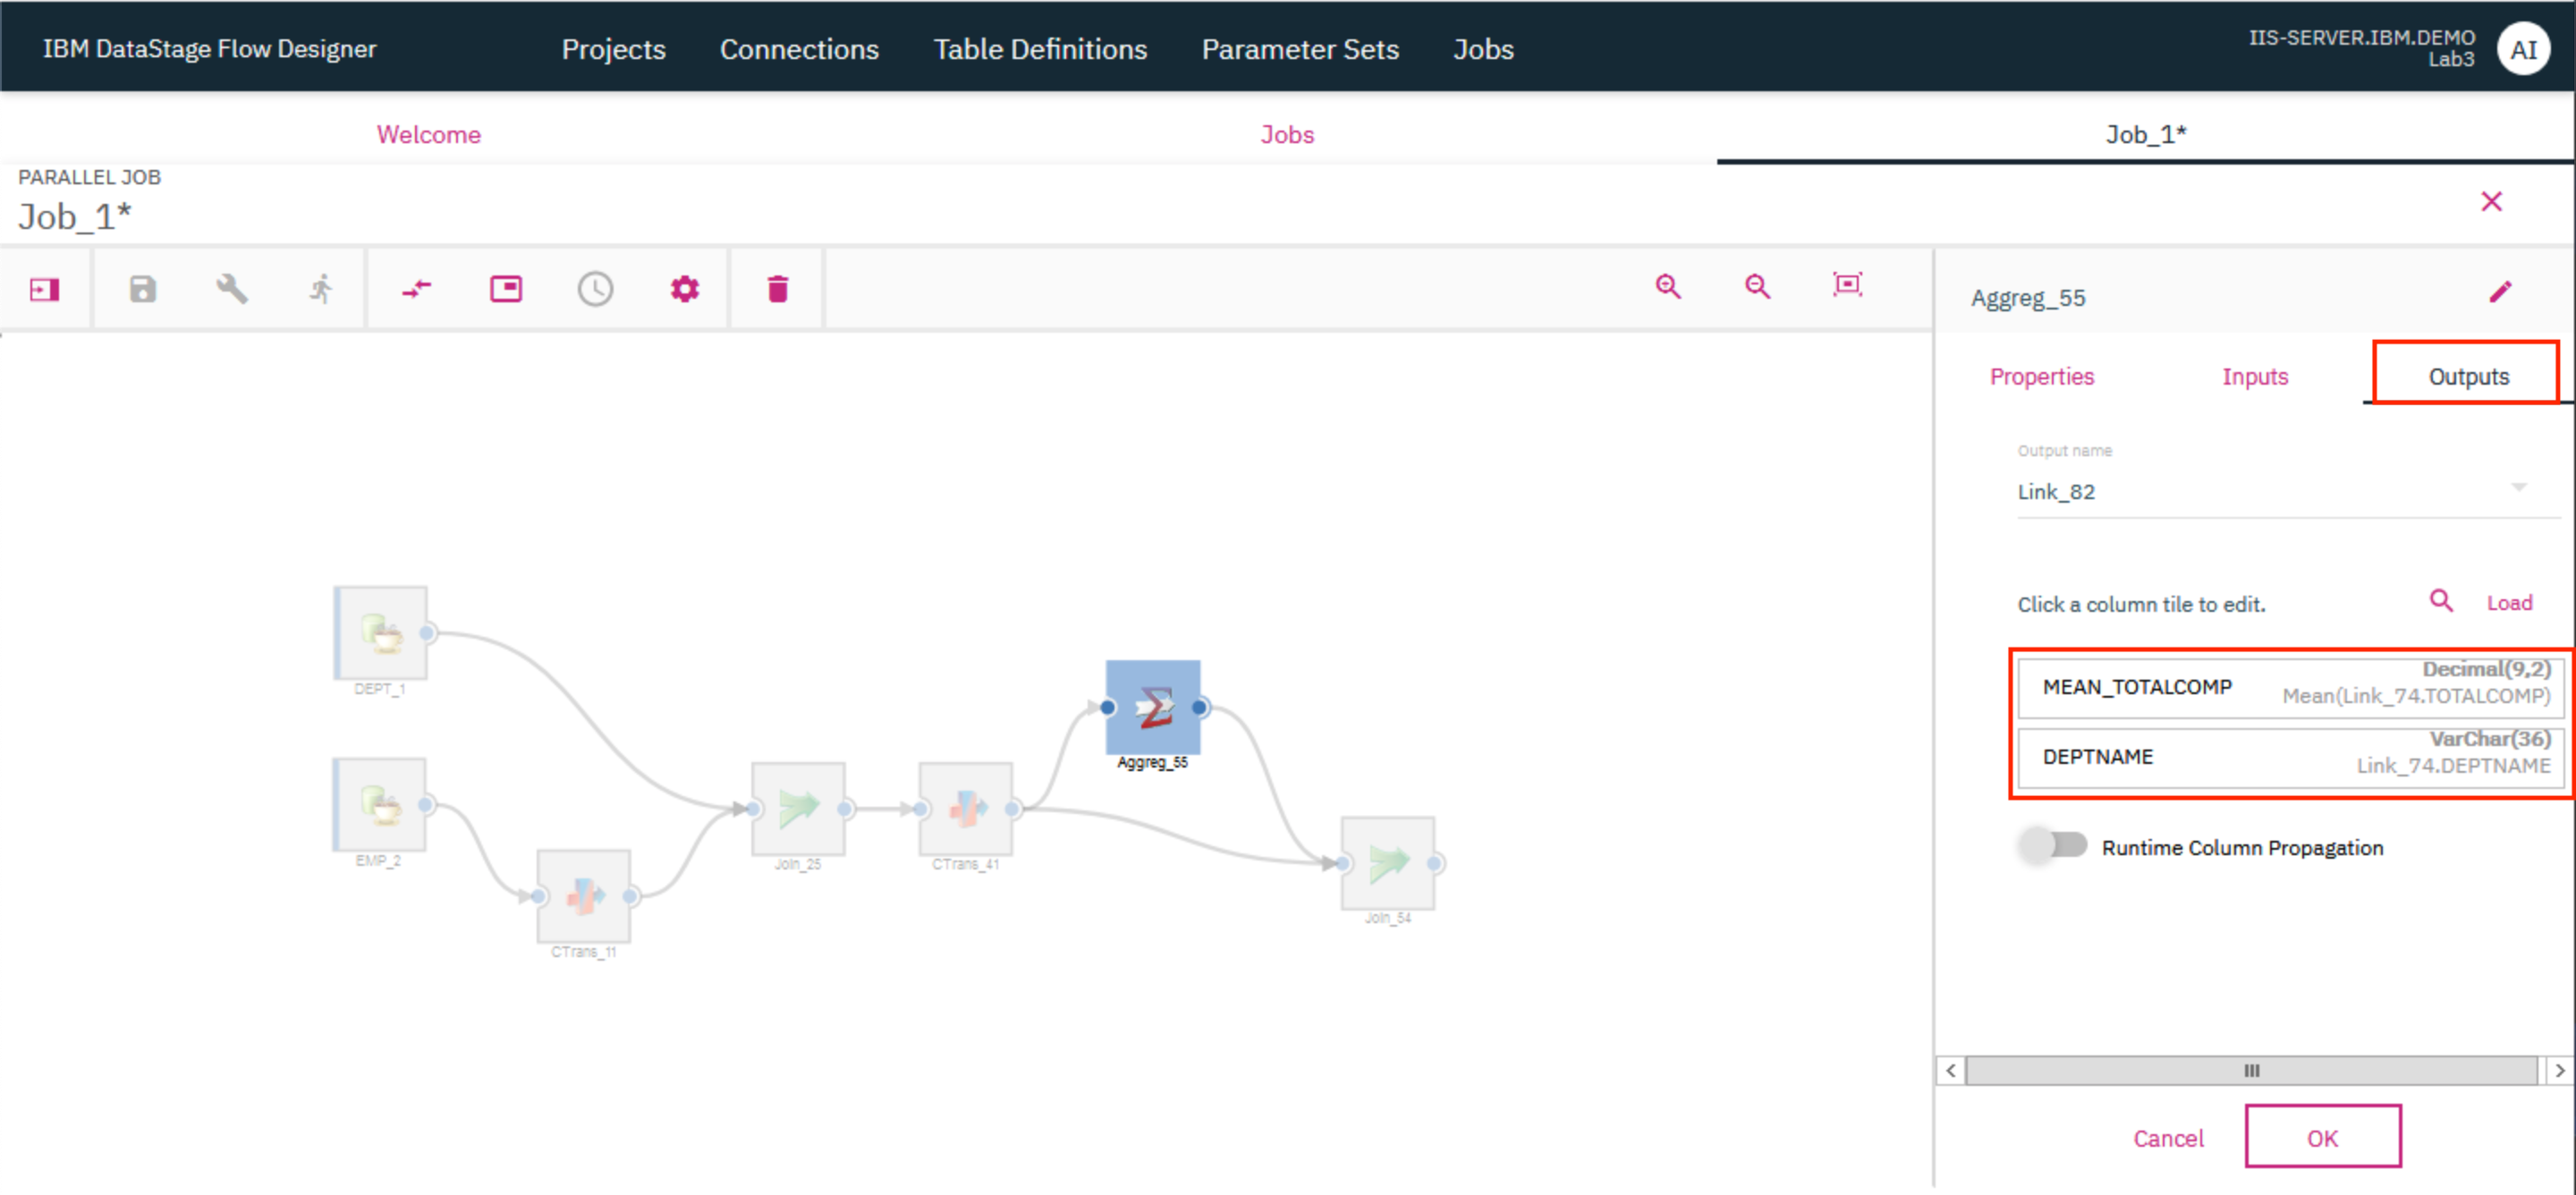 IBM DataStage Flow Designer
Projects
Connections
Table Definitions
Parameter Sets
Jobs
IIS-SERVER.IBM.DEMO
Lab3
AI
Welcome
Jobs
Job_1*
PARALLEL JOB
Job_1*
Aggreg_55
Properties
Inputs
Outputs
Output name
Link_82
Click a column tile to edit.
Load
MEAN_TOTALCOMP
Decimal(9,2)
Mean(Link_74.TOTALCOMP)
DEPTNAME
VarChar(36)
Link_74.DEPTNAME
Runtime Column Propagation
Cancel
OK
DEPT_1
EMP_2
CTrans_11
Join_25
CTrans_41
Aggreg_55
Join_54